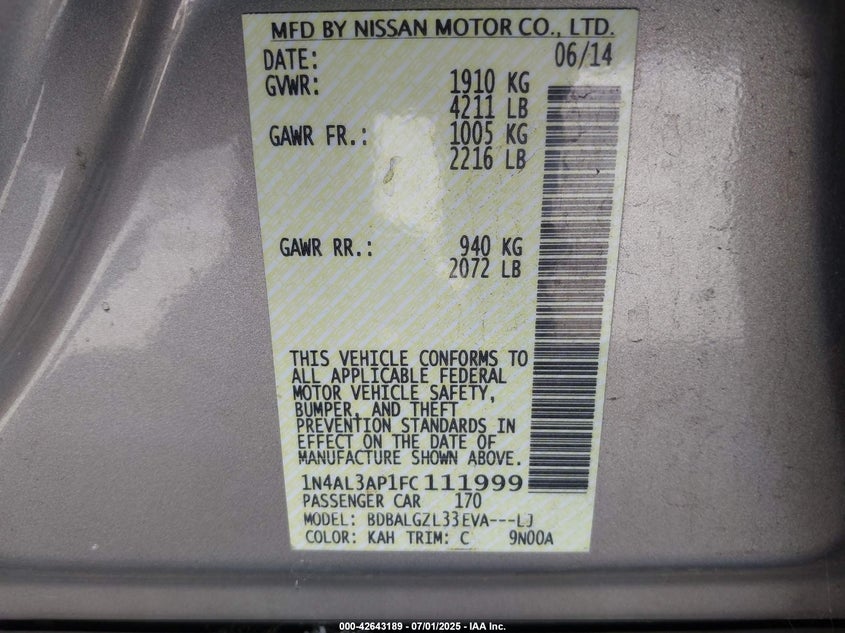 MFD BY NISSAN MOTOR CO., LTD.
DATE: 06/14
GVWR: 1910 KG
4211 LB
GAWR FR.: 1005 KG
2216 LB
GAWR RR.: 940 KG
2072 LB
THIS VEHICLE CONFORMS TO
ALL APPLICABLE FEDERAL
MOTOR VEHICLE SAFETY,
BUMPER, AND THEFT
PREVENTION STANDARDS IN
EFFECT ON THE DATE OF
MANUFACTURE SHOWN ABOVE.
1N4AL3AP1FC111999
PASSENGER CAR 170
MODEL: BDBALGZL33EVA---LJ
COLOR: KAH TRIM: C 9N00A
000-42643189 - 07/01/2025 - IAA Inc.